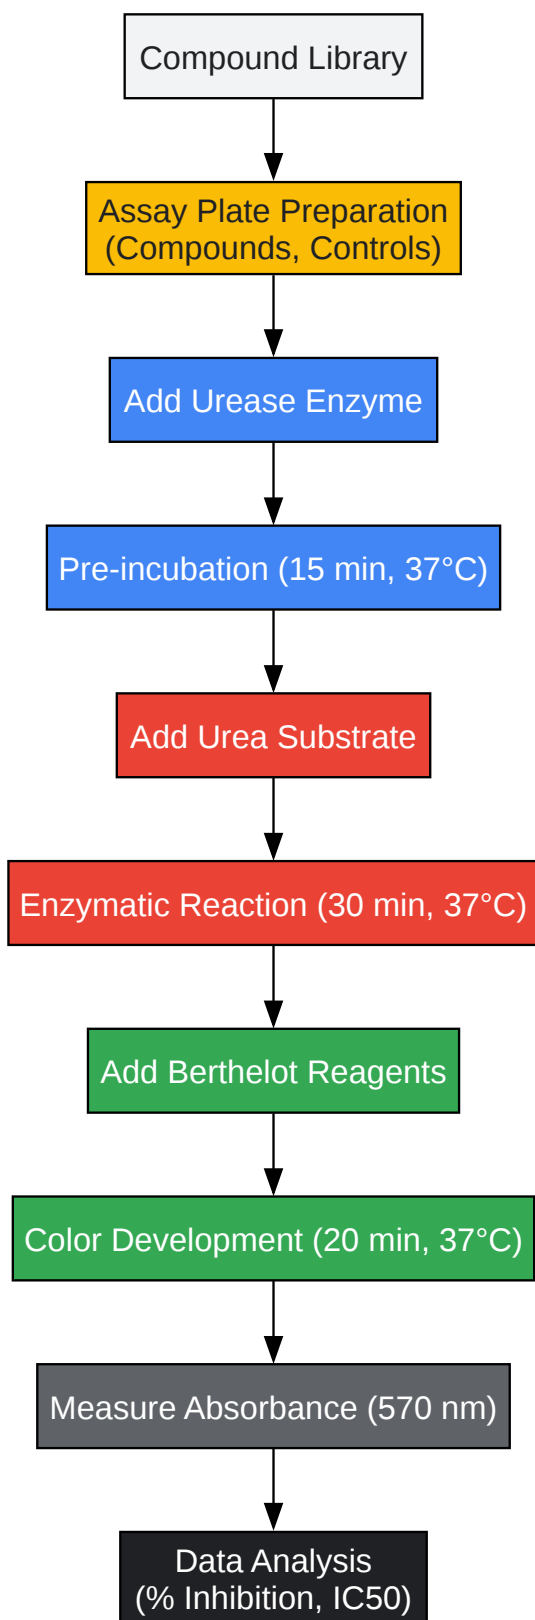 Compound Library
Assay Plate Preparation
(Compounds, Controls)
Add Urease Enzyme
Pre-incubation (15 min, 37°C)
Add Urea Substrate
Enzymatic Reaction (30 min, 37°C)
Add Berthelot Reagents
Color Development (20 min, 37°C)
Measure Absorbance (570 nm)
Data Analysis
(% Inhibition, IC50)